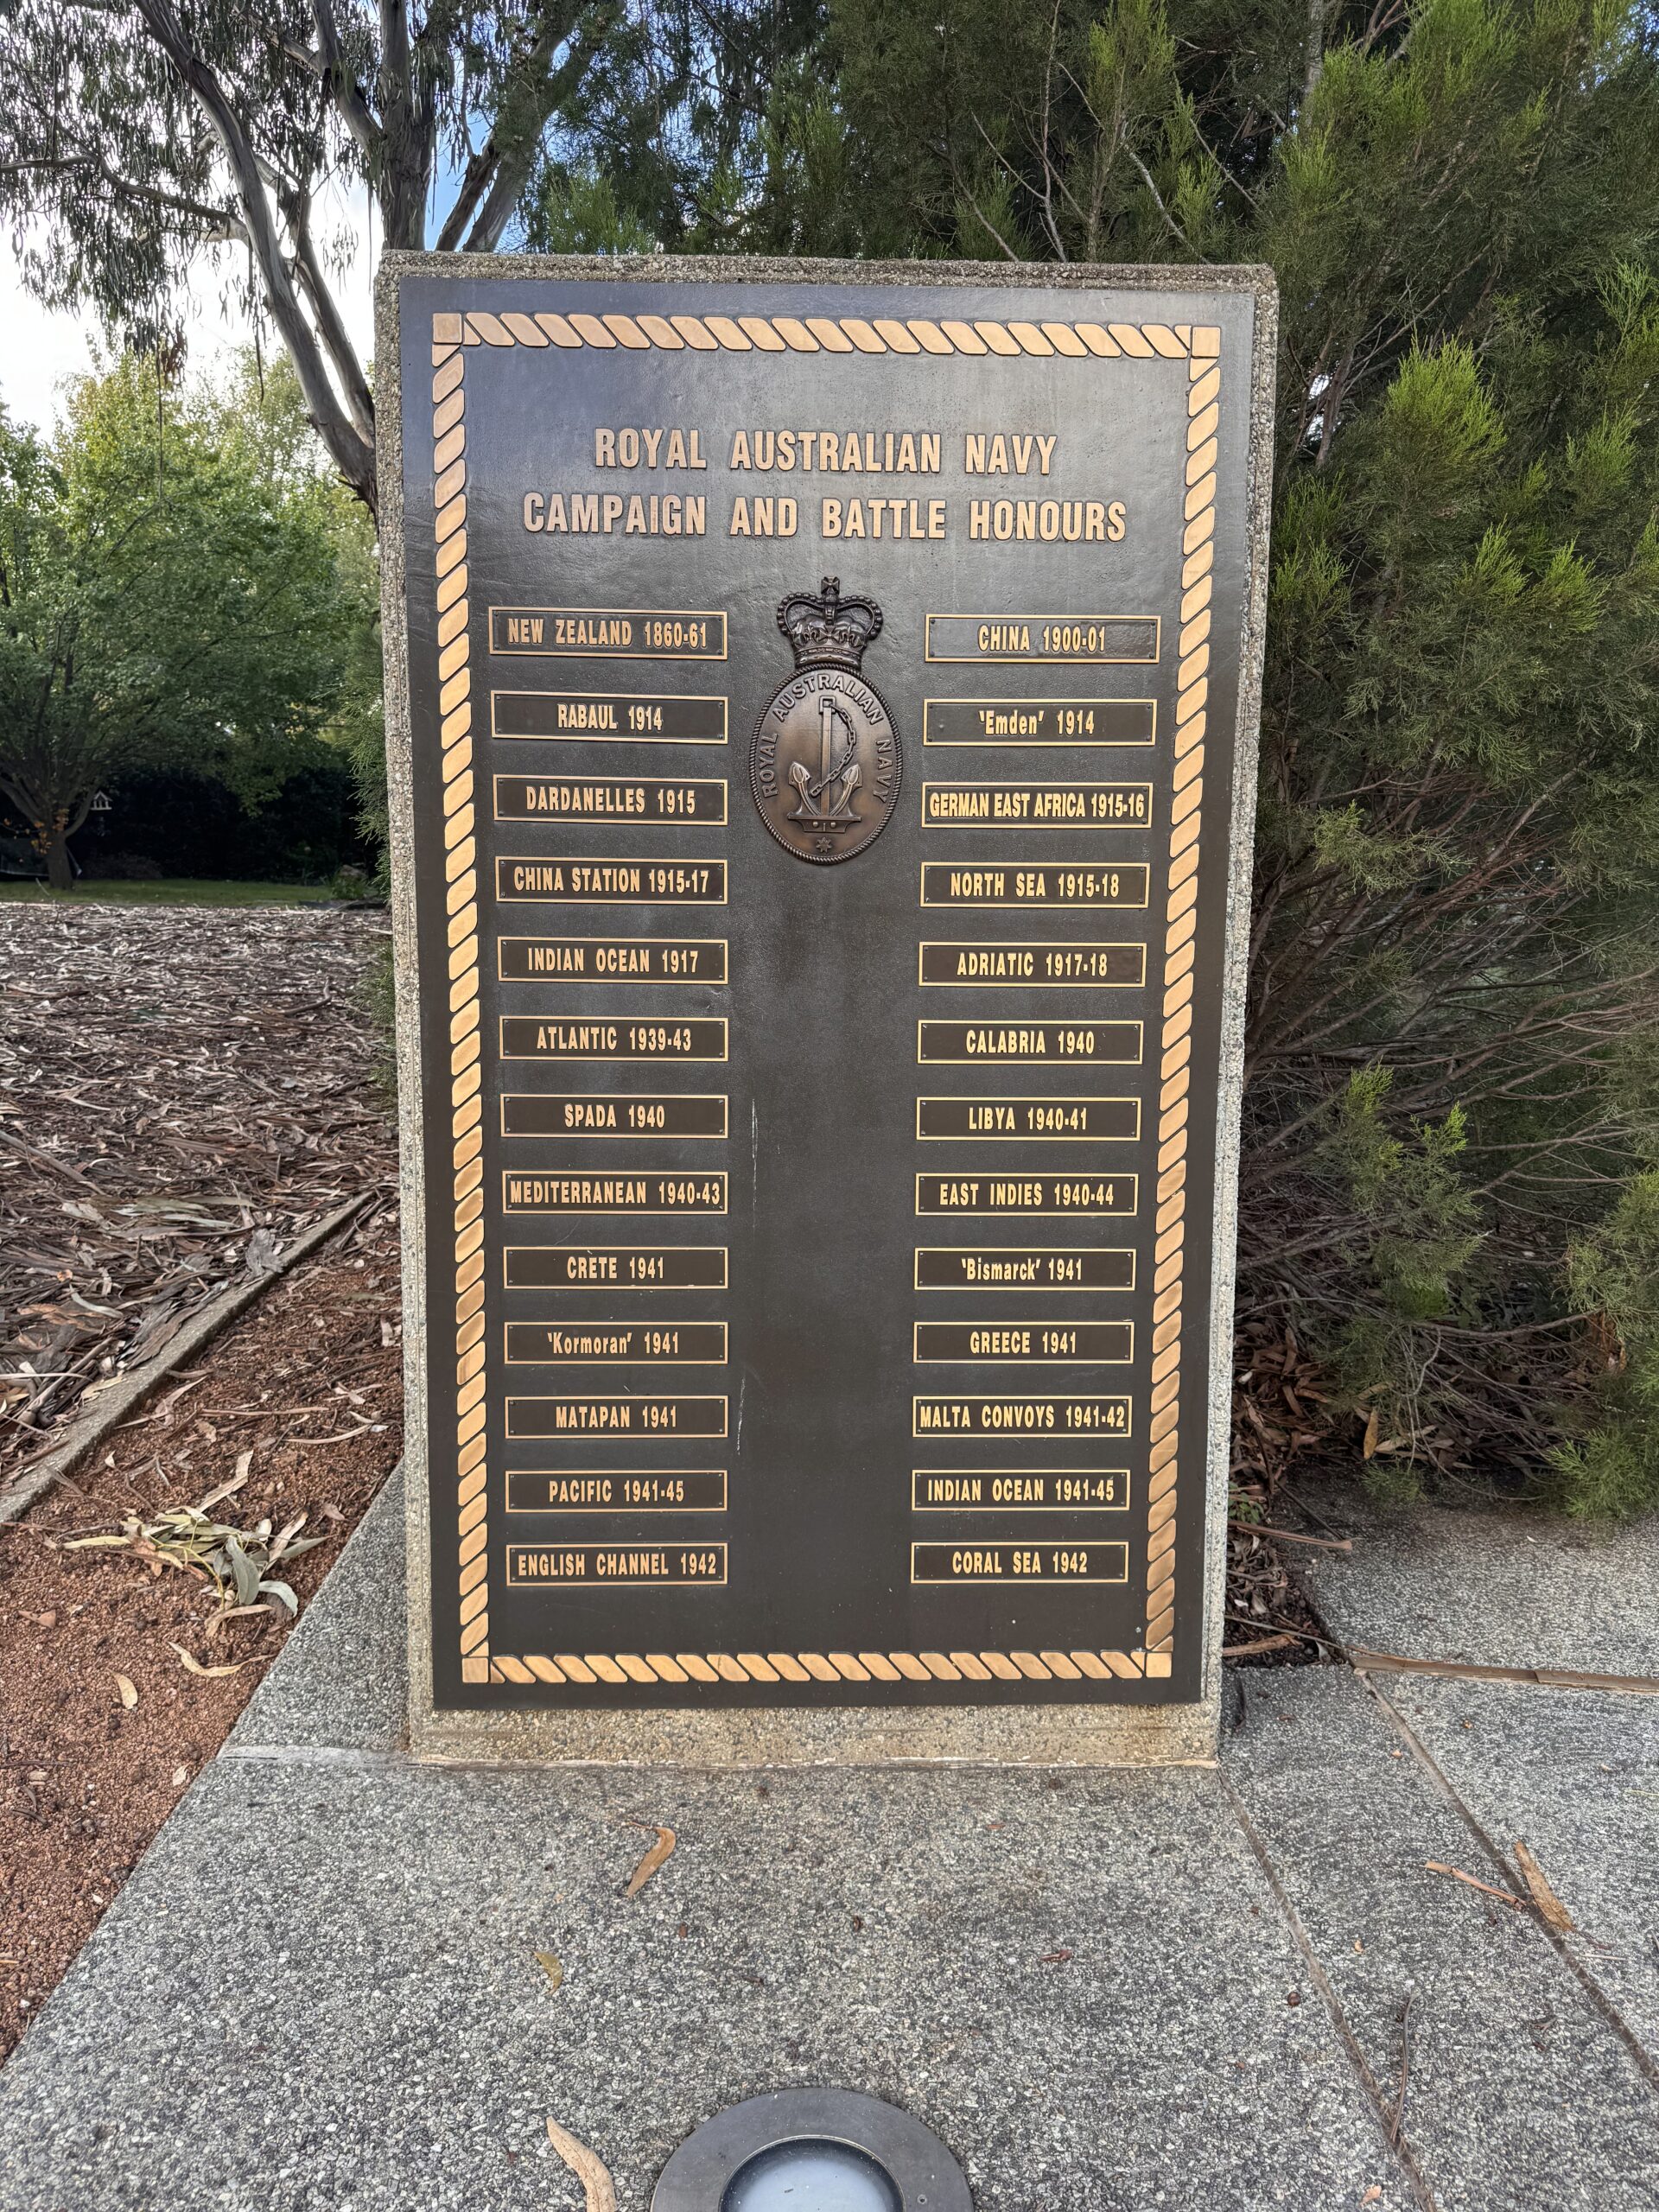 ROYAL AUSTRALIAN NAVY
CAMPAIGN AND BATTLE HONOURS
ROYAL AUSTRALIAN NAVY
NEW ZEALAND 1860-61
CHINA 1900-01
RABAUL 1914
'Emden' 1914
DARDANELLES 1915
GERMAN EAST AFRICA 1915-16
CHINA STATION 1915-17
NORTH SEA 1915-18
INDIAN OCEAN 1917
ADRIATIC 1917-18
ATLANTIC 1939-43
CALABRIA 1940
SPADA 1940
LIBYA 1940-41
MEDITERRANEAN 1940-43
EAST INDIES 1940-44
CRETE 1941
'Bismarck' 1941
'Kormoran' 1941
GREECE 1941
MATAPAN 1941
MALTA CONVOYS 1941-42
PACIFIC 1941-45
INDIAN OCEAN 1941-45
ENGLISH CHANNEL 1942
CORAL SEA 1942